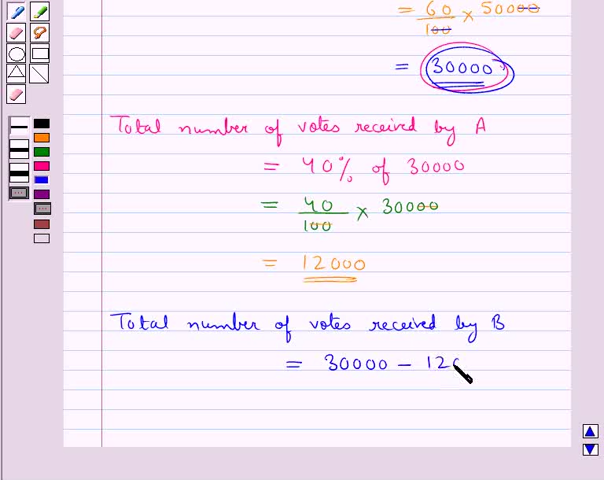 = 60/100 × 50000
= 30000
Total number of votes received by A
= 40% of 30000
= 40/100 × 30000
= 12000
Total number of votes received by B
= 30000 - 120